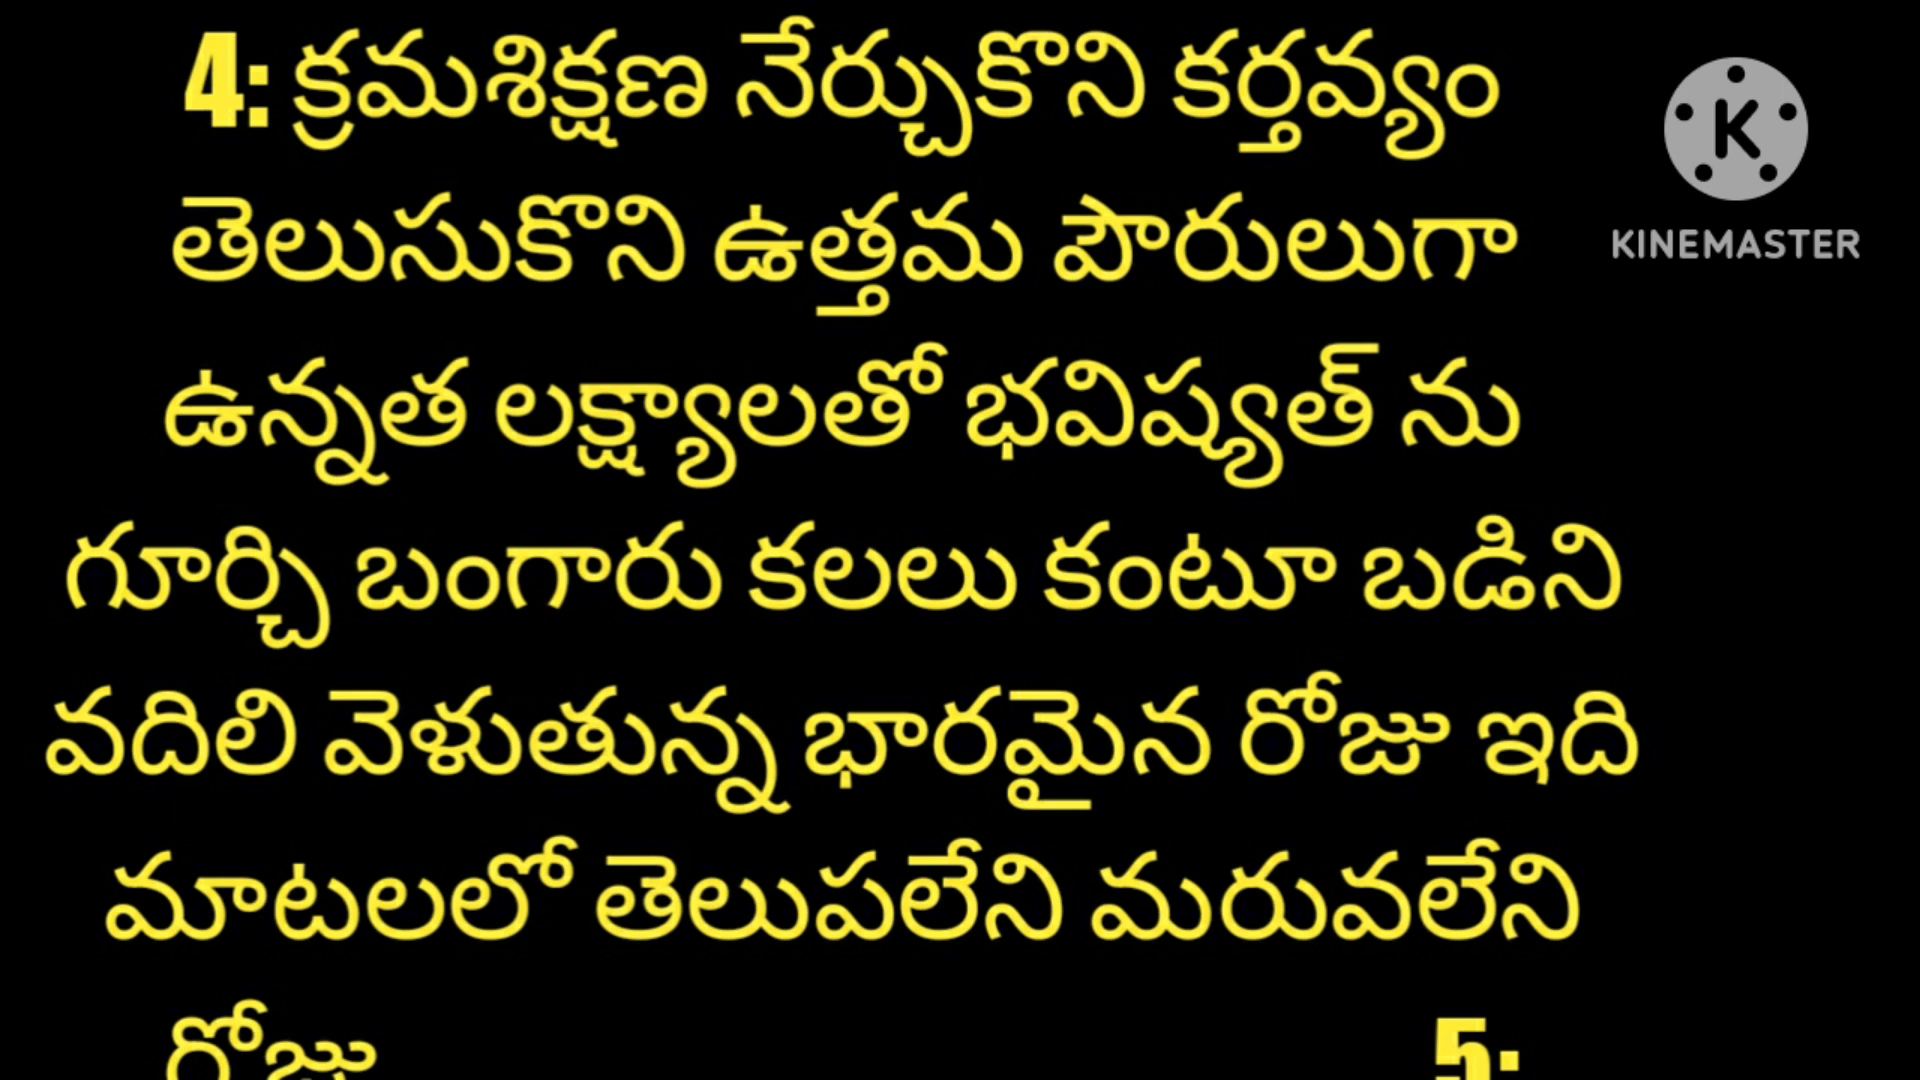 4: క్రమశిక్షణ నేర్చుకొని కర్తవ్యం
తెలుసుకొని ఉత్తమ పౌరులుగా
ఉన్నత లక్ష్యాలతో భవిష్యత్ ను
గూర్చి బంగారు కలలు కంటూ బడిని
వదిలి వెళుతున్న భారమైన రోజు ఇది
మాటలలో తెలుపలేని మరువలేని
రోజు 5:
KINEMASTER